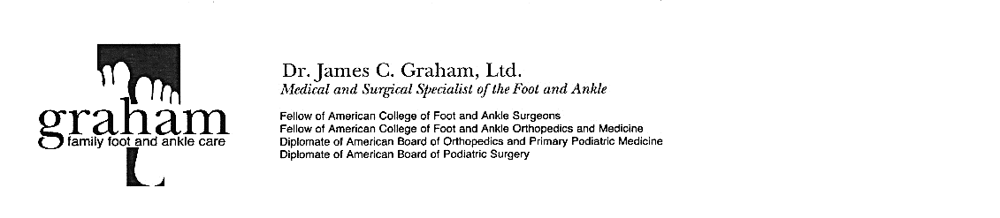 graham
family foot and ankle care
Dr. James C. Graham, Ltd.
Medical and Surgical Specialist of the Foot and Ankle
Fellow of American College of Foot and Ankle Surgeons
Fellow of American College of Foot and Ankle Orthopedics and Medicine
Diplomate of American Board of Orthopedics and Primary Podiatric Medicine
Diplomate of American Board of Podiatric Surgery